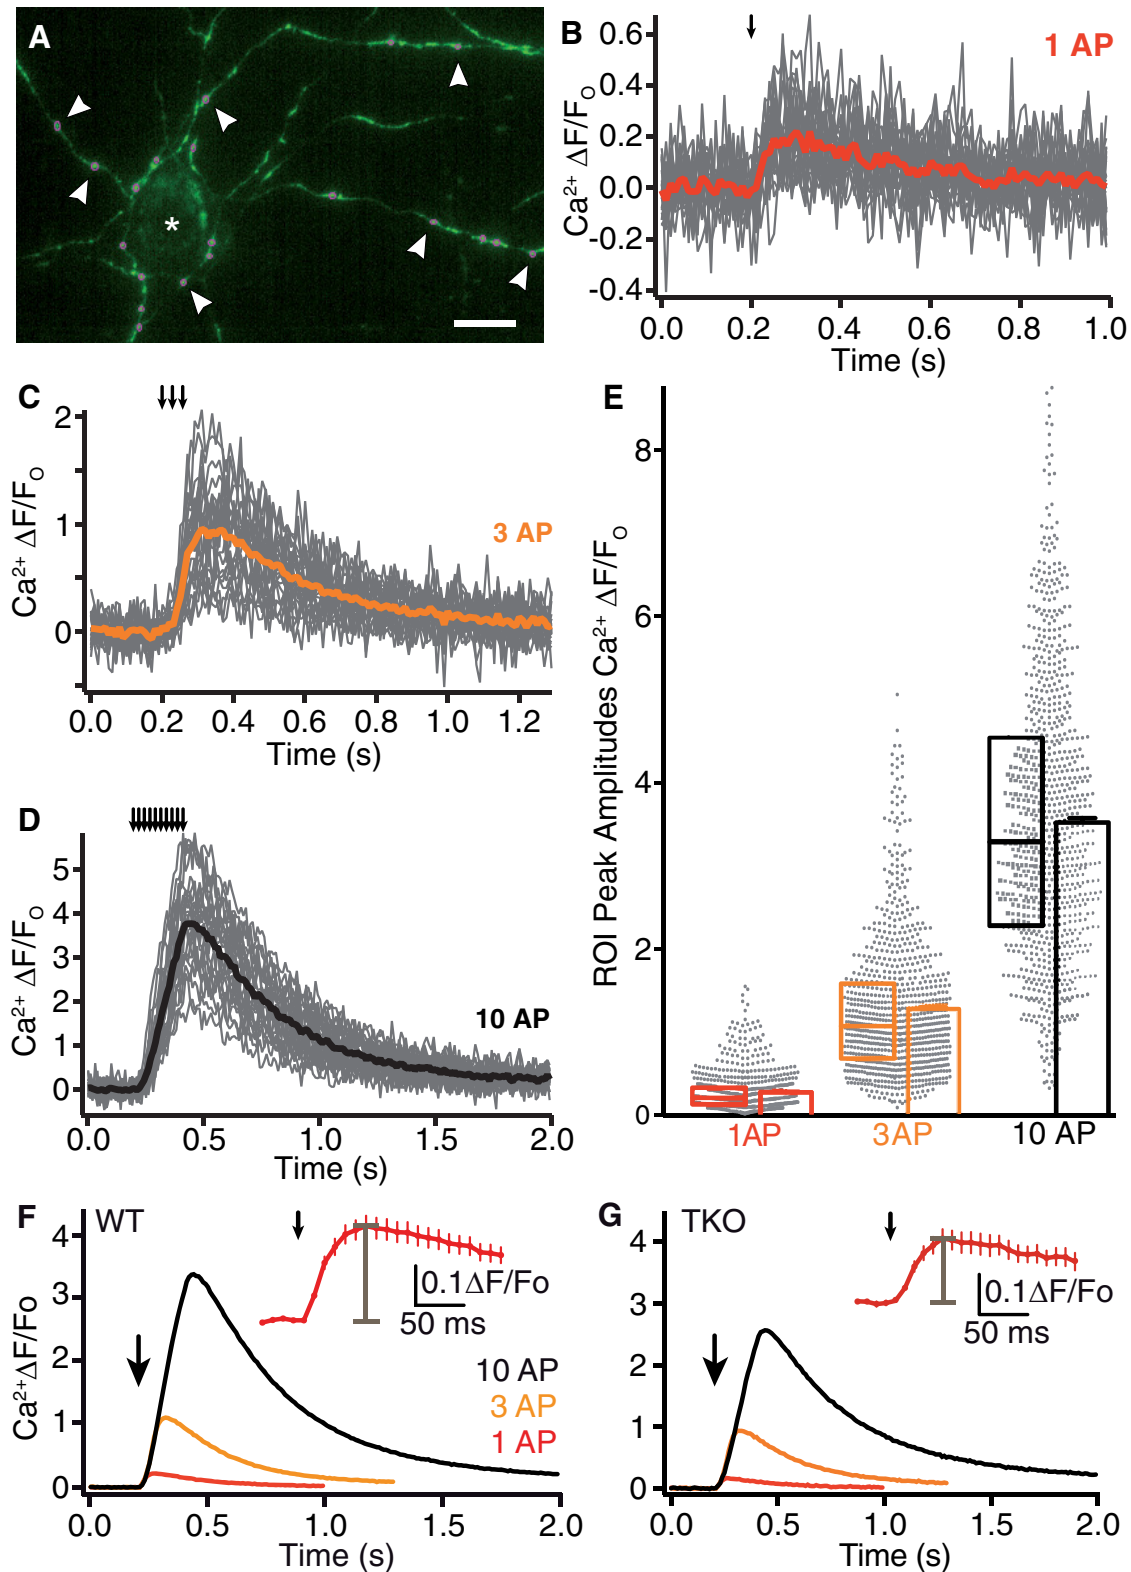 A
*
B
1 AP
Ca²⁺ ΔF/F₀
0.6
0.4
0.2
0.0
-0.2
-0.4
0.0 0.2 0.4 0.6 0.8 1.0
Time (s)
C
3 AP
Ca²⁺ ΔF/F₀
2
1
0
0.0 0.2 0.4 0.6 0.8 1.0 1.2
Time (s)
D
10 AP
Ca²⁺ ΔF/F₀
5
4
3
2
1
0
0.0 0.5 1.0 1.5 2.0
Time (s)
E
ROI Peak Amplitudes Ca²⁺ ΔF/F₀
8
6
4
2
0
1AP 3AP 10 AP
F WT
Ca²⁺ΔF/Fo
4
3
2
1
0
0.1ΔF/Fo
50 ms
10 AP
3 AP
1 AP
0.0 0.5 1.0 1.5 2.0
Time (s)
G TKO
4
3
2
1
0
0.1ΔF/Fo
50 ms
0.0 0.5 1.0 1.5 2.0
Time (s)